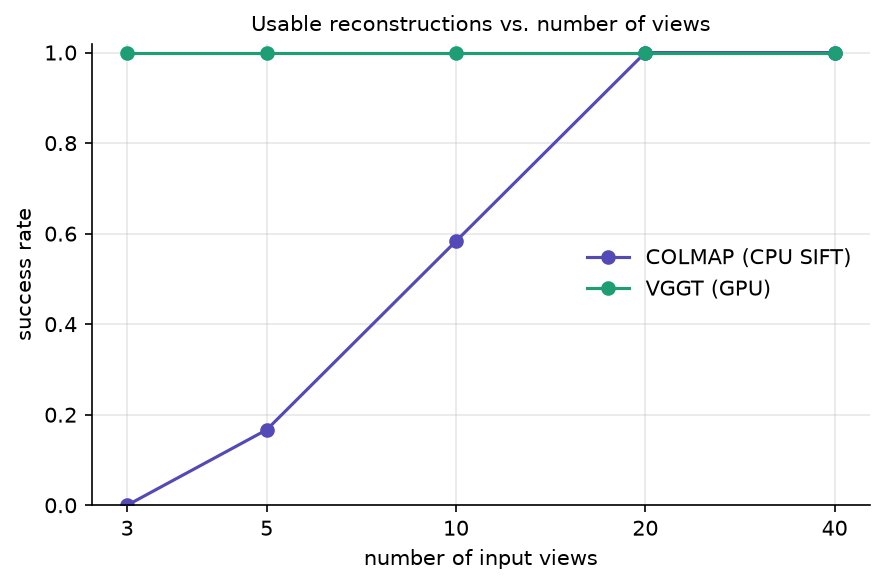 Usable reconstructions vs. number of views
success rate
1.0
0.8
0.6
0.4
0.2
0.0
COLMAP (CPU SIFT)
VGGT (GPU)
3 5 10 20 40
number of input views